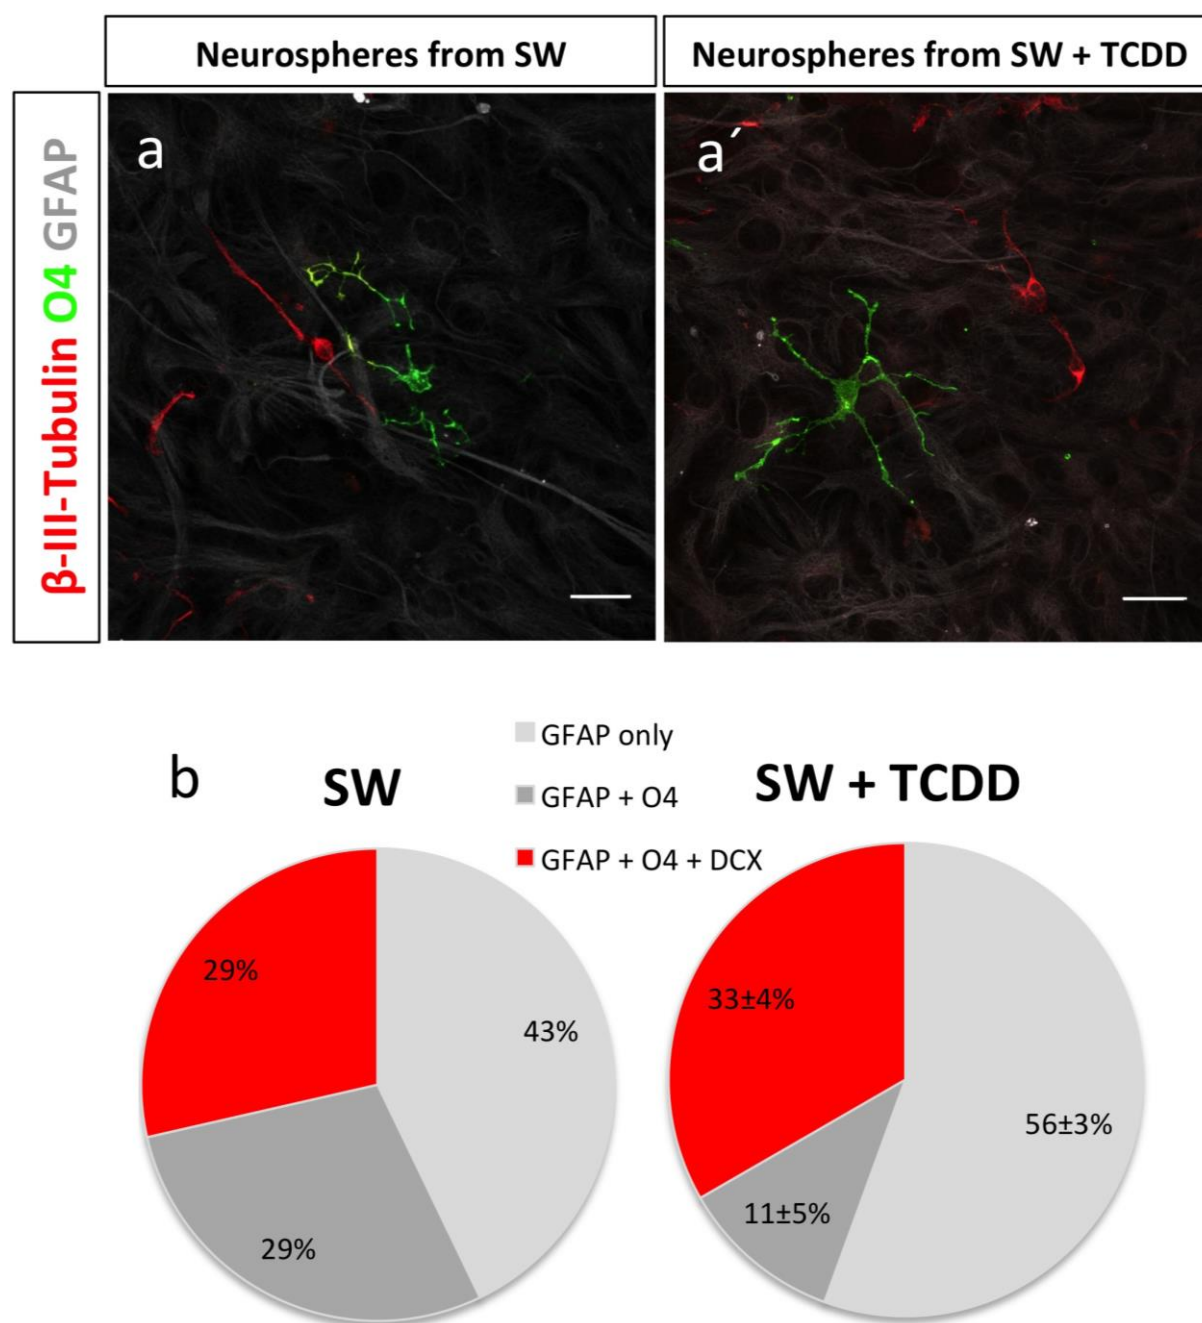 Neurospheres from SW
Neurospheres from SW + TCDD
β-III-Tubulin O4 GFAP
a
a´
b
SW
GFAP only
GFAP + O4
GFAP + O4 + DCX
SW + TCDD
29%
43%
29%
33±4%
56±3%
11±5%